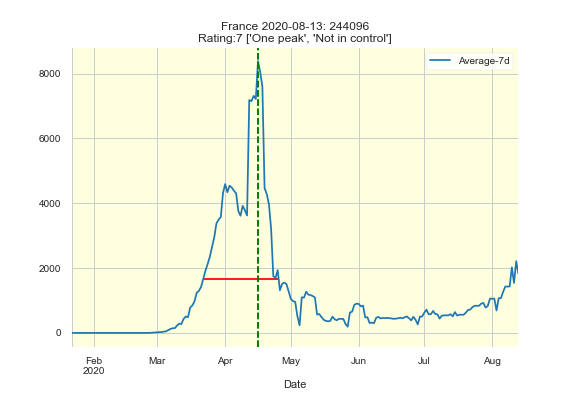 France 2020-08-13: 244096
Rating:7 ['One peak', 'Not in control']
Average-7d
8000
6000
4000
2000
0
Feb Mar Apr May Jun Jul Aug
2020
Date